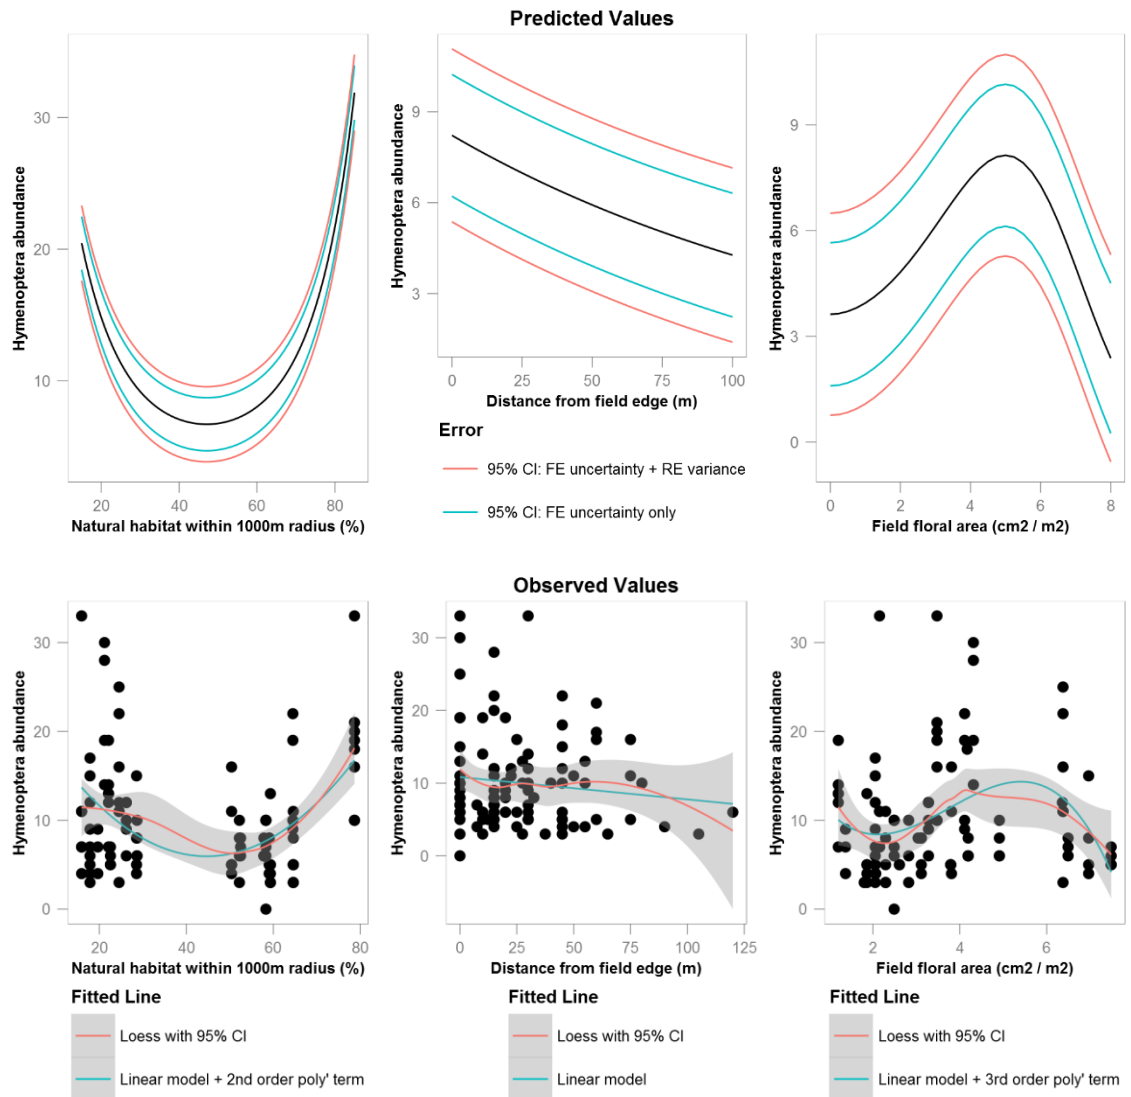 Predicted Values
Hymenoptera abundance
30
20
10
20
40
60
80
Natural habitat within 1000m radius (%)
Hymenoptera abundance
9
6
3
0
25
50
75
100
Distance from field edge (m)
Error
95% CI: FE uncertainty + RE variance
95% CI: FE uncertainty only
Hymenoptera abundance
9
6
3
0
0
2
4
6
8
Field floral area (cm2 / m2)
Observed Values
Hymenoptera abundance
30
20
10
0
20
40
60
80
Natural habitat within 1000m radius (%)
Fitted Line
Loess with 95% CI
Linear model + 2nd order poly' term
Hymenoptera abundance
30
20
10
0
0
25
50
75
100
125
Distance from field edge (m)
Fitted Line
Loess with 95% CI
Linear model
Hymenoptera abundance
30
20
10
0
2
4
6
Field floral area (cm2 / m2)
Fitted Line
Loess with 95% CI
Linear model + 3rd order poly' term